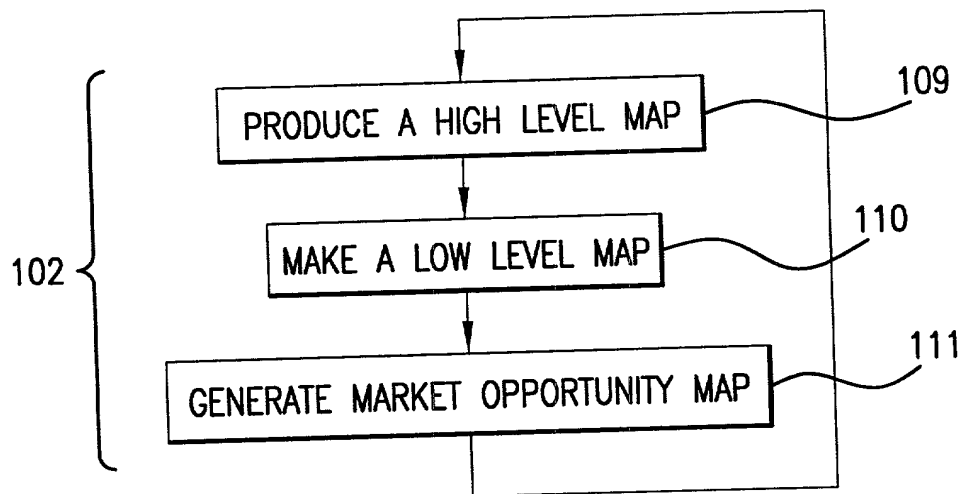 PRODUCE A HIGH LEVEL MAP
109
MAKE A LOW LEVEL MAP
110
102
GENERATE MARKET OPPORTUNITY MAP
111